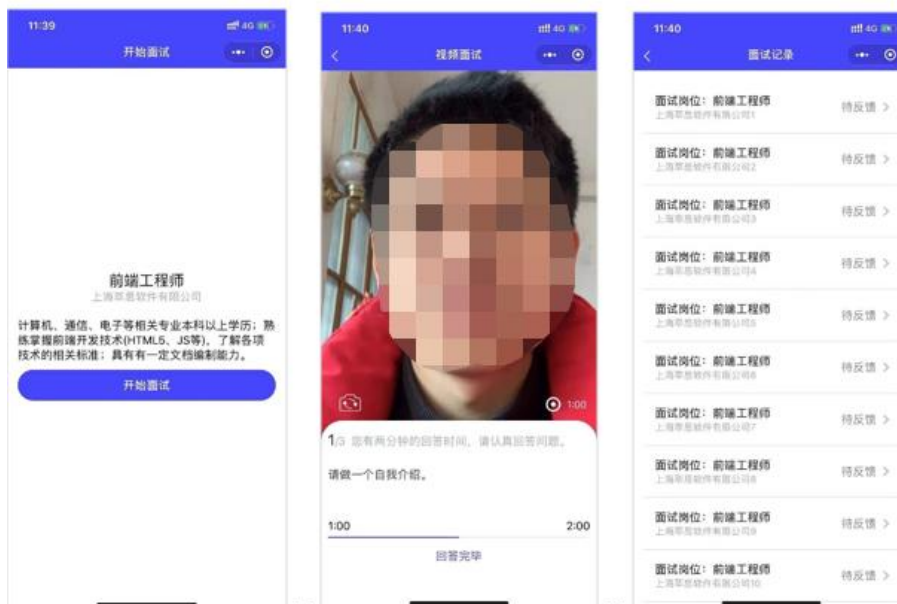 11:39
4G
开始面试
前端工程师
计算机、通信、电子等相关专业本科以上学历；熟
练掌握前端开发技术(HTML5、JS等)，了解各项
技术的相关标准；具有有一定文档编制能力。
开始面试
11:40
4G
视频面试
1:00
1/3 您有两分钟的回答时间，请认真回答问题。
请做一个自我介绍。
1:00
2:00
回答完毕
11:40
4G
面试记录
面试岗位：前端工程师
待反馈
面试岗位：前端工程师
待反馈
面试岗位：前端工程师
待反馈
面试岗位：前端工程师
待反馈
面试岗位：前端工程师
待反馈
面试岗位：前端工程师
待反馈
面试岗位：前端工程师
待反馈
面试岗位：前端工程师
待反馈
面试岗位：前端工程师
待反馈
面试岗位：前端工程师
待反馈